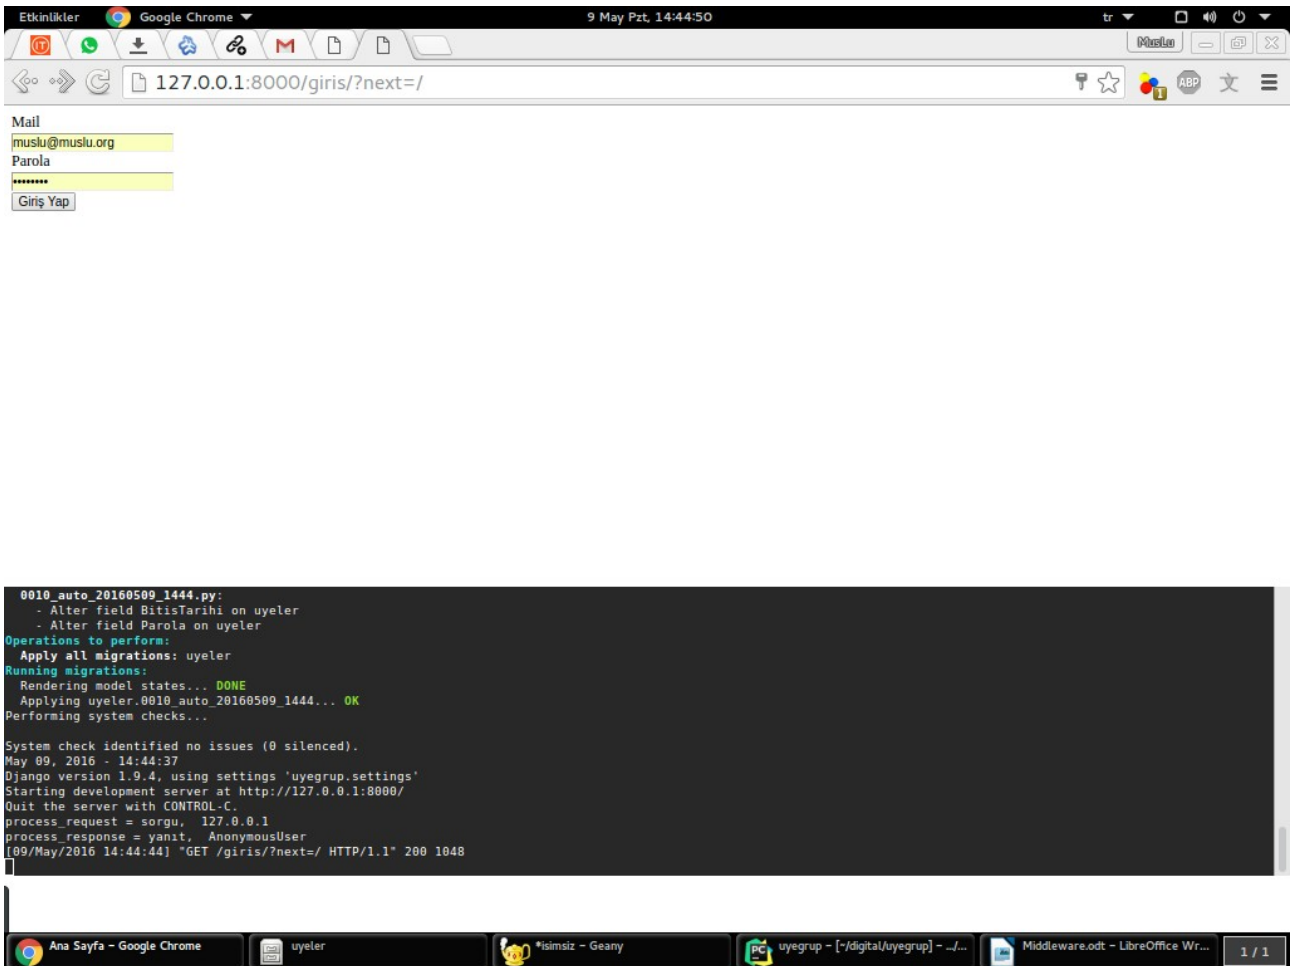 Etkinlikler Google Chrome 9 May Pzt, 14:44:50 tr
MusLu
127.0.0.1:8000/giris/?next=/ 1 ABP
Mail
muslu@muslu.org
Parola
••••••••
Giriş Yap
0010_auto_20160509_1444.py:
- Alter field BitisTarihi on uyeler
- Alter field Parola on uyeler
Operations to perform:
Apply all migrations: uyeler
Running migrations:
Rendering model states... DONE
Applying uyeler.0010_auto_20160509_1444... OK
Performing system checks...
System check identified no issues (0 silenced).
May 09, 2016 - 14:44:37
Django version 1.9.4, using settings 'uyegrup.settings'
Starting development server at http://127.0.0.1:8000/
Quit the server with CONTROL-C.
process_request = sorgu,  127.0.0.1
process_response = yanit,  AnonymousUser
[09/May/2016 14:44:44] "GET /giris/?next=/ HTTP/1.1" 200 1048
Ana Sayfa – Google Chrome uyeler *isimsiz – Geany PC uyegrup – [~/digital/uyegrup] – .../... Middleware.odt – LibreOffice Wr... 1 / 1